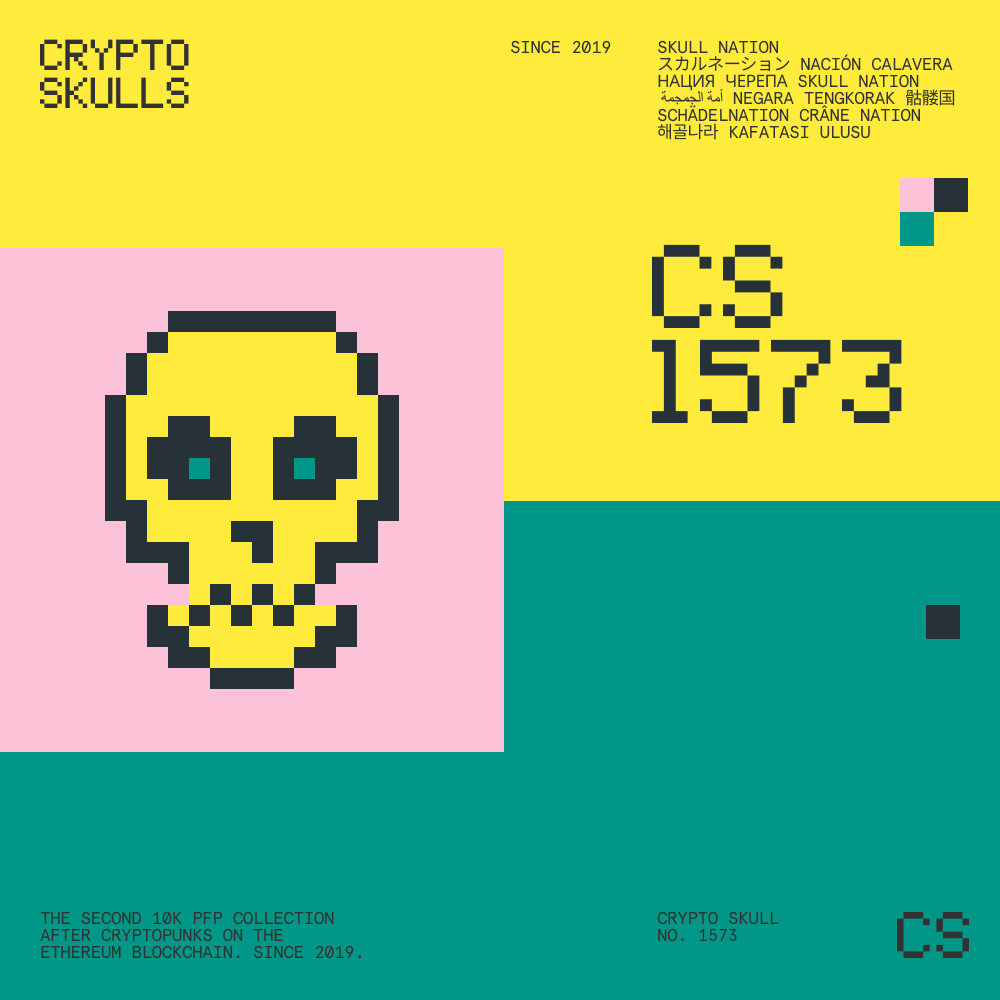 CRYPTO
SKULLS
SINCE 2019
SKULL NATION
スカルネーション NACIÓN CALAVERA
НАЦИЯ ЧЕРЕПА SKULL NATION
أمة الجمجمة NEGARA TENGKORAK 骷髅国
SCHÄDELNATION CRÂNE NATION
해골나라 KAFATASI ULUSU
CS
1573
THE SECOND 10K PFP COLLECTION
AFTER CRYPTOPUNKS ON THE
ETHEREUM BLOCKCHAIN. SINCE 2019.
CRYPTO SKULL
NO. 1573
CS